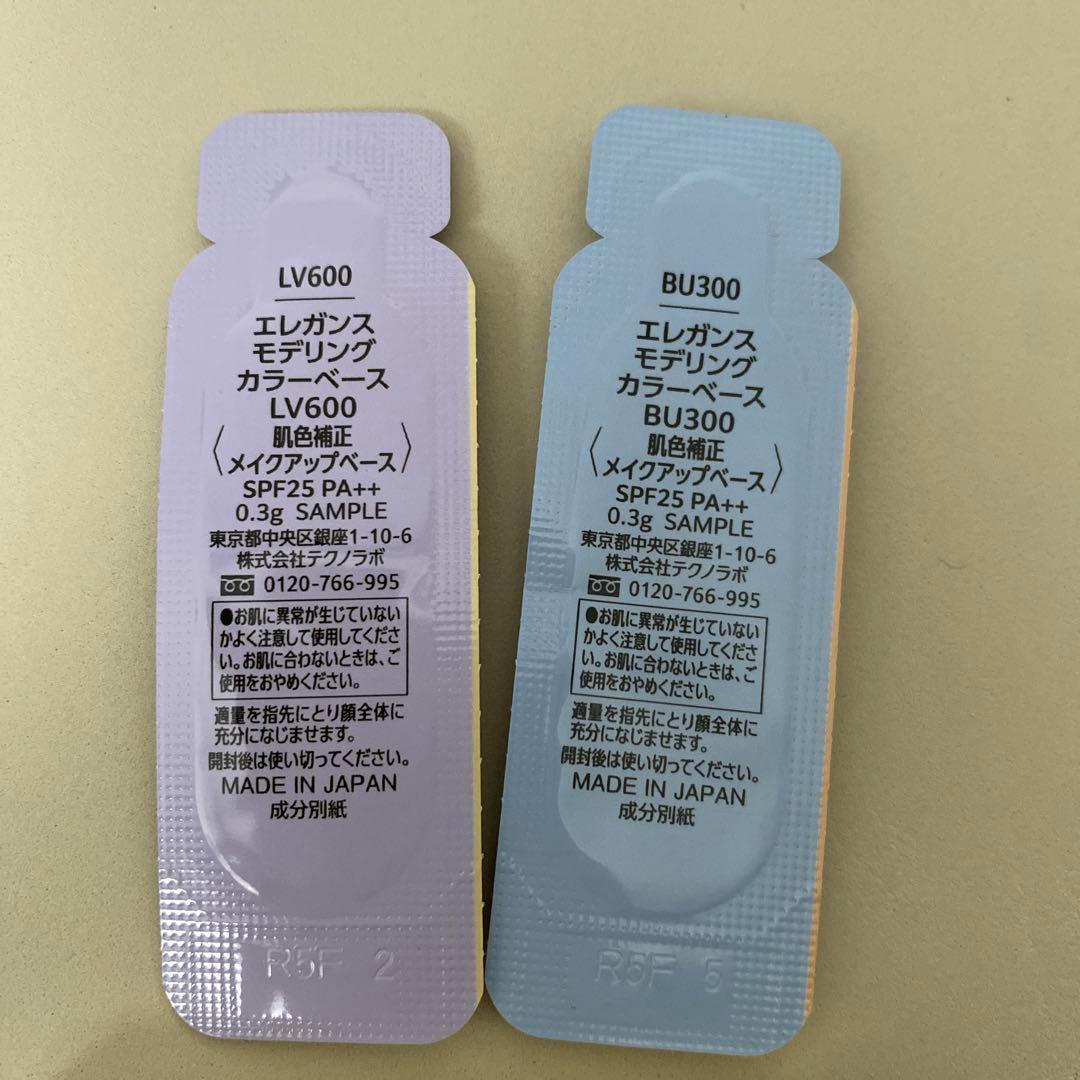 LV600
エレガンス
モデリング
カラーベース
LV600
〈肌色補正
メイクアップベース〉
SPF25 PA++
0.3g SAMPLE
東京都中央区銀座1-10-6
株式会社テクノラボ
0120-766-995
●お肌に異常が生じていない
かよく注意して使用してくださ
い。お肌に合わないときは、ご
使用をおやめください。
適量を指先にとり顔全体に
充分になじませます。
開封後は使い切ってください。
MADE IN JAPAN
成分別紙
R5F 2
BU300
エレガンス
モデリング
カラーベース
BU300
〈肌色補正
メイクアップベース〉
SPF25 PA++
0.3g SAMPLE
東京都中央区銀座1-10-6
株式会社テクノラボ
0120-766-995
●お肌に異常が生じていない
かよく注意して使用してくださ
い。お肌に合わないときは、ご
使用をおやめください。
適量を指先にとり顔全体に
充分になじませます。
開封後は使い切ってください。
MADE IN JAPAN
成分別紙
R5F 5